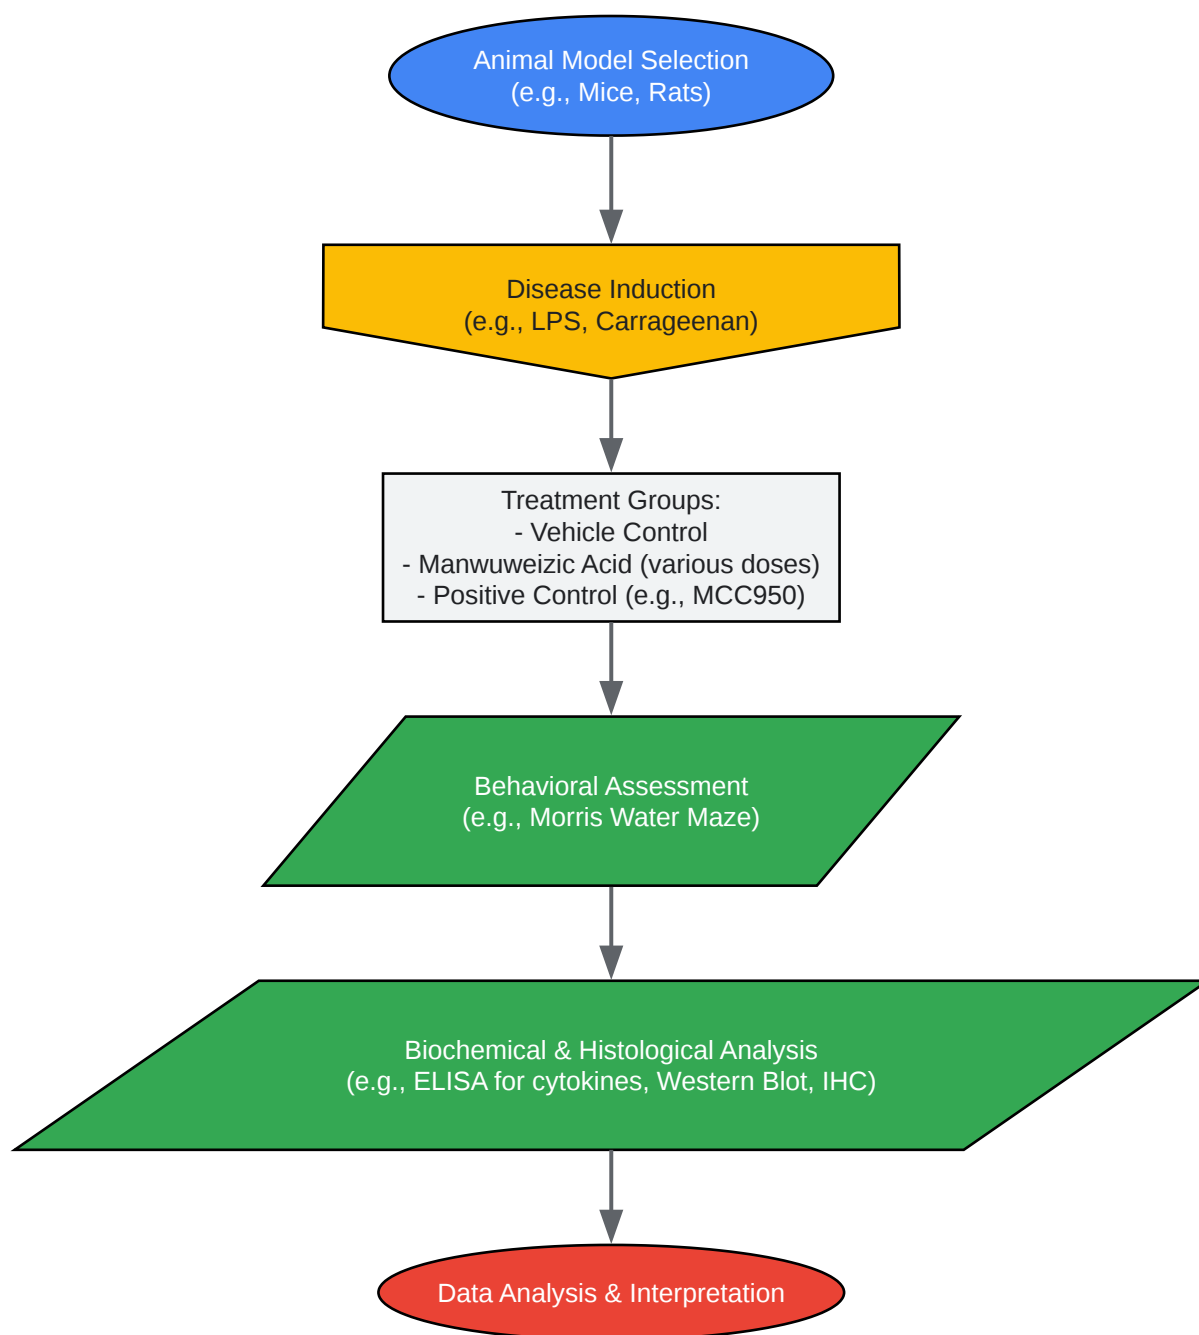 Animal Model Selection
(e.g., Mice, Rats)
Disease Induction
(e.g., LPS, Carrageenan)
Treatment Groups:
- Vehicle Control
- Manwuweizic Acid (various doses)
- Positive Control (e.g., MCC950)
Behavioral Assessment
(e.g., Morris Water Maze)
Biochemical & Histological Analysis
(e.g., ELISA for cytokines, Western Blot, IHC)
Data Analysis & Interpretation